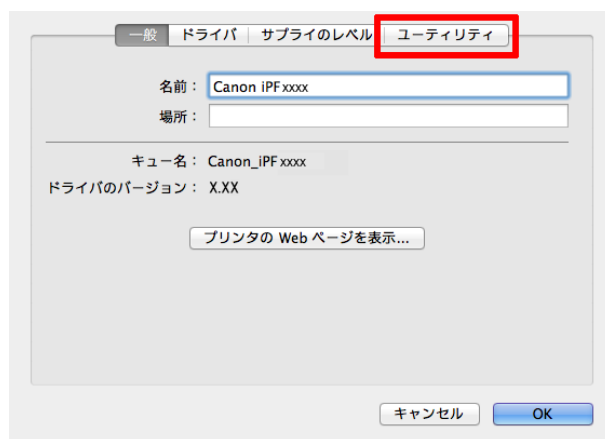 一般 ドライバ サプライのレベル ユーティリティ
名前： Canon iPFxxxx
場所：
キュー名： Canon_iPFxxxx
ドライバのバージョン： X.XX
プリンタの Web ページを表示...
キャンセル OK